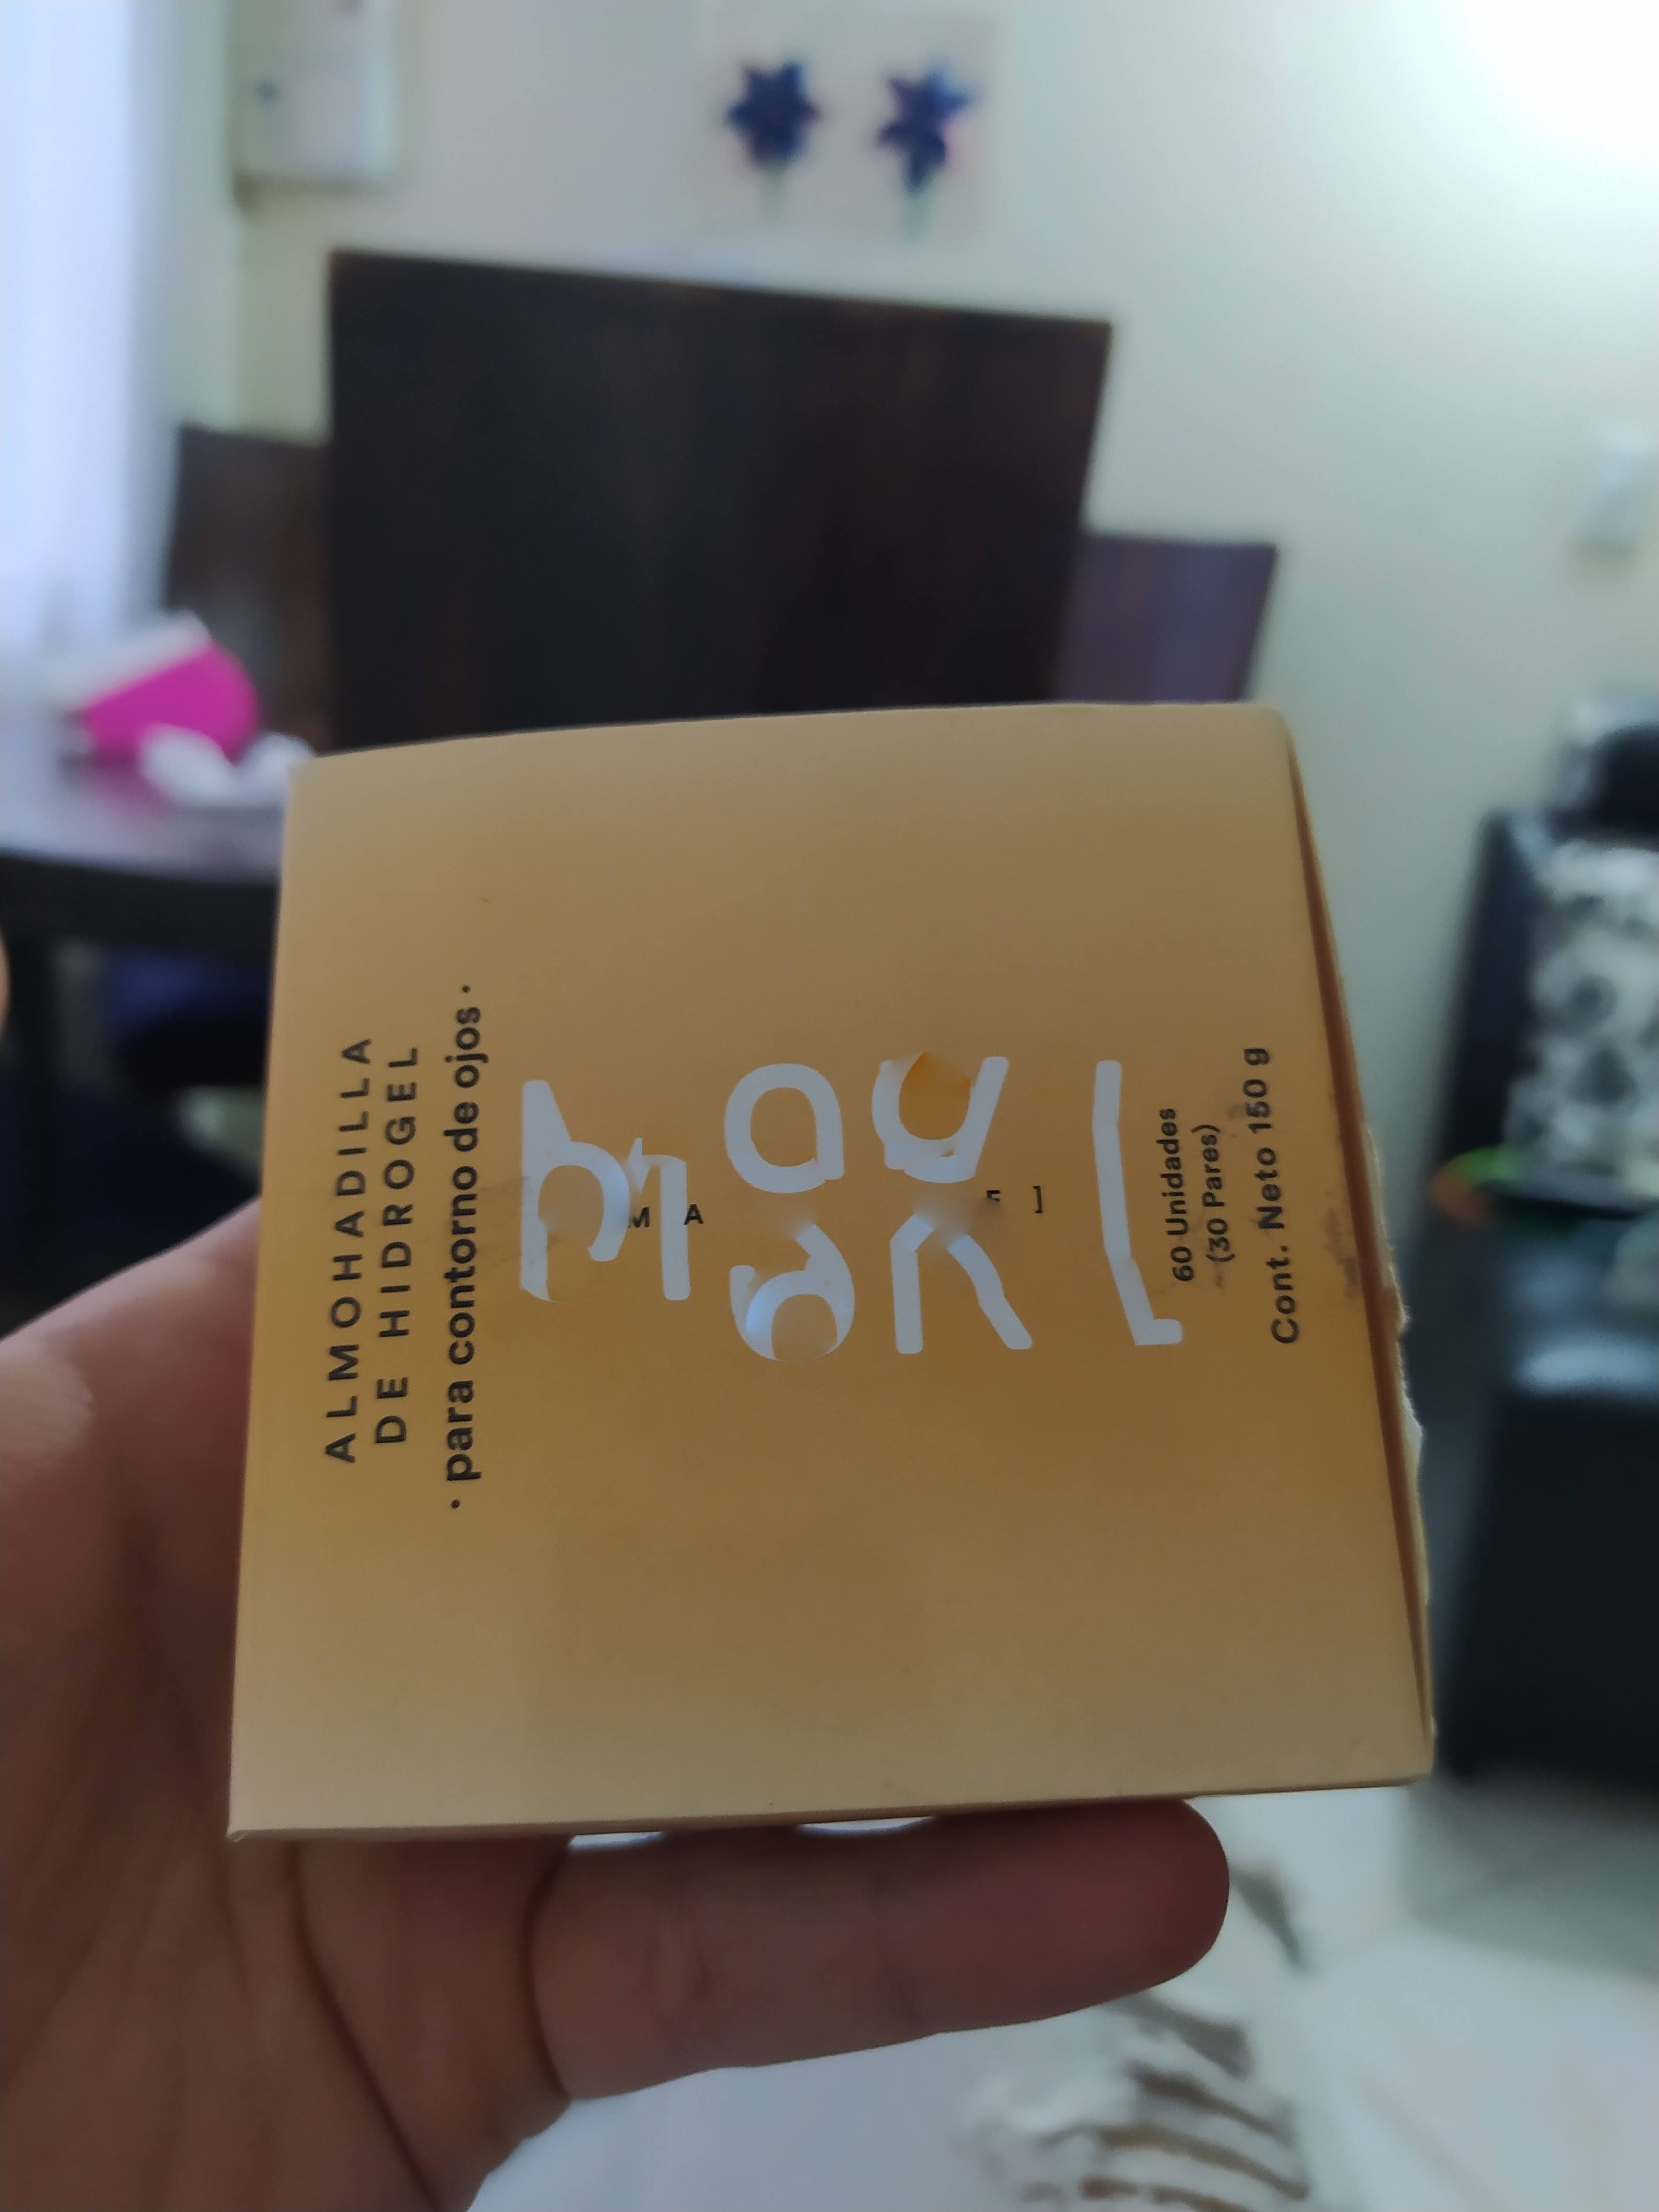 ALMOHADILLA
DE HIDROGEL
· para contorno de ojos ·
60 Unidades
(30 Pares)
Cont. Neto 150 g